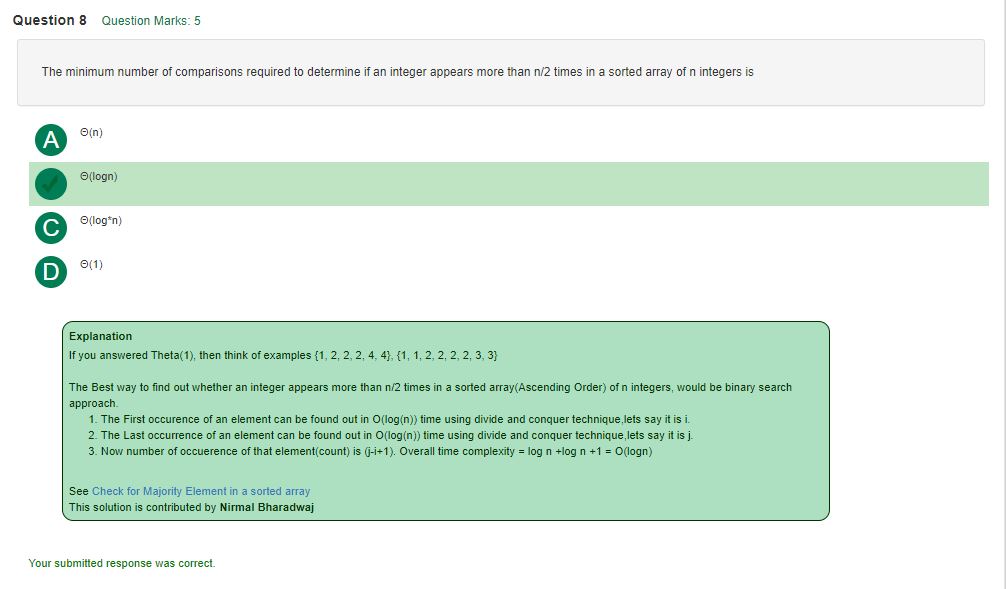 Question 8 Question Marks: 5
The minimum number of comparisons required to determine if an integer appears more than n/2 times in a sorted array of n integers is
A Θ(n)
Θ(logn)
C Θ(log*n)
D Θ(1)
Explanation
If you answered Theta(1), then think of examples {1, 2, 2, 2, 4, 4}, {1, 1, 2, 2, 2, 2, 3, 3}
The Best way to find out whether an integer appears more than n/2 times in a sorted array(Ascending Order) of n integers, would be binary search
approach.
1. The First occurence of an element can be found out in O(log(n)) time using divide and conquer technique,lets say it is i.
2. The Last occurrence of an element can be found out in O(log(n)) time using divide and conquer technique,lets say it is j.
3. Now number of occuerence of that element(count) is (j-i+1). Overall time complexity = log n +log n +1 = O(logn)
See Check for Majority Element in a sorted array
This solution is contributed by Nirmal Bharadwaj
Your submitted response was correct.